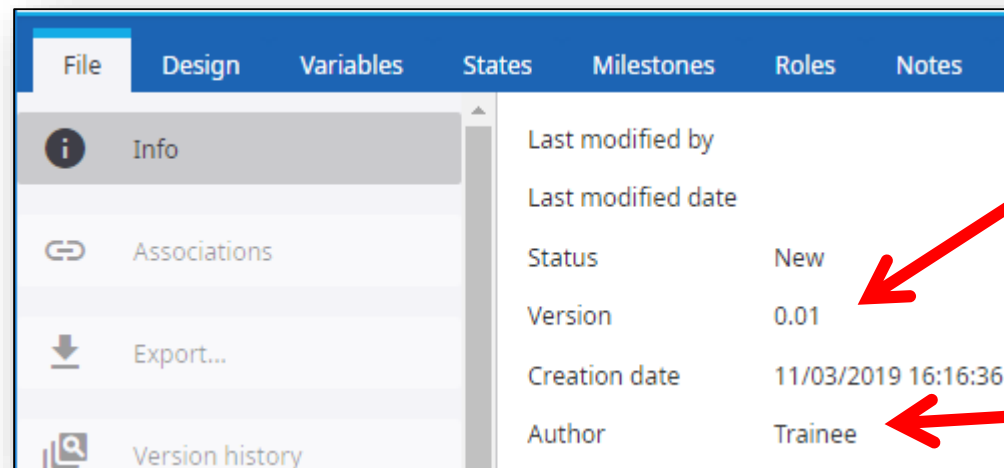 File Design Variables States Milestones Roles Notes
Info
Associations
Export...
Version history
Last modified by
Last modified date
Status New
Version 0.01
Creation date 11/03/2019 16:16:36
Author Trainee